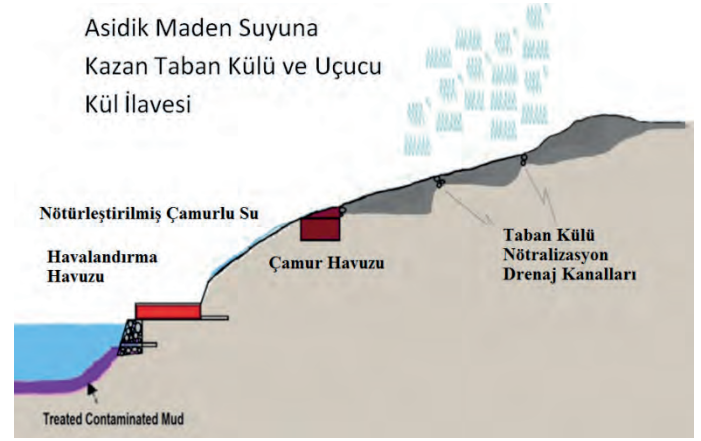 Asidik Maden Suyuna
Kazan Taban Külü ve Uçucu
Kül İlavesi
Nötürleştirilmiş Çamurlu Su
Havalandırma
Havuzu
Çamur Havuzu
Taban Külü
Nötralizasyon
Drenaj Kanalları
Treated Contaminated Mud